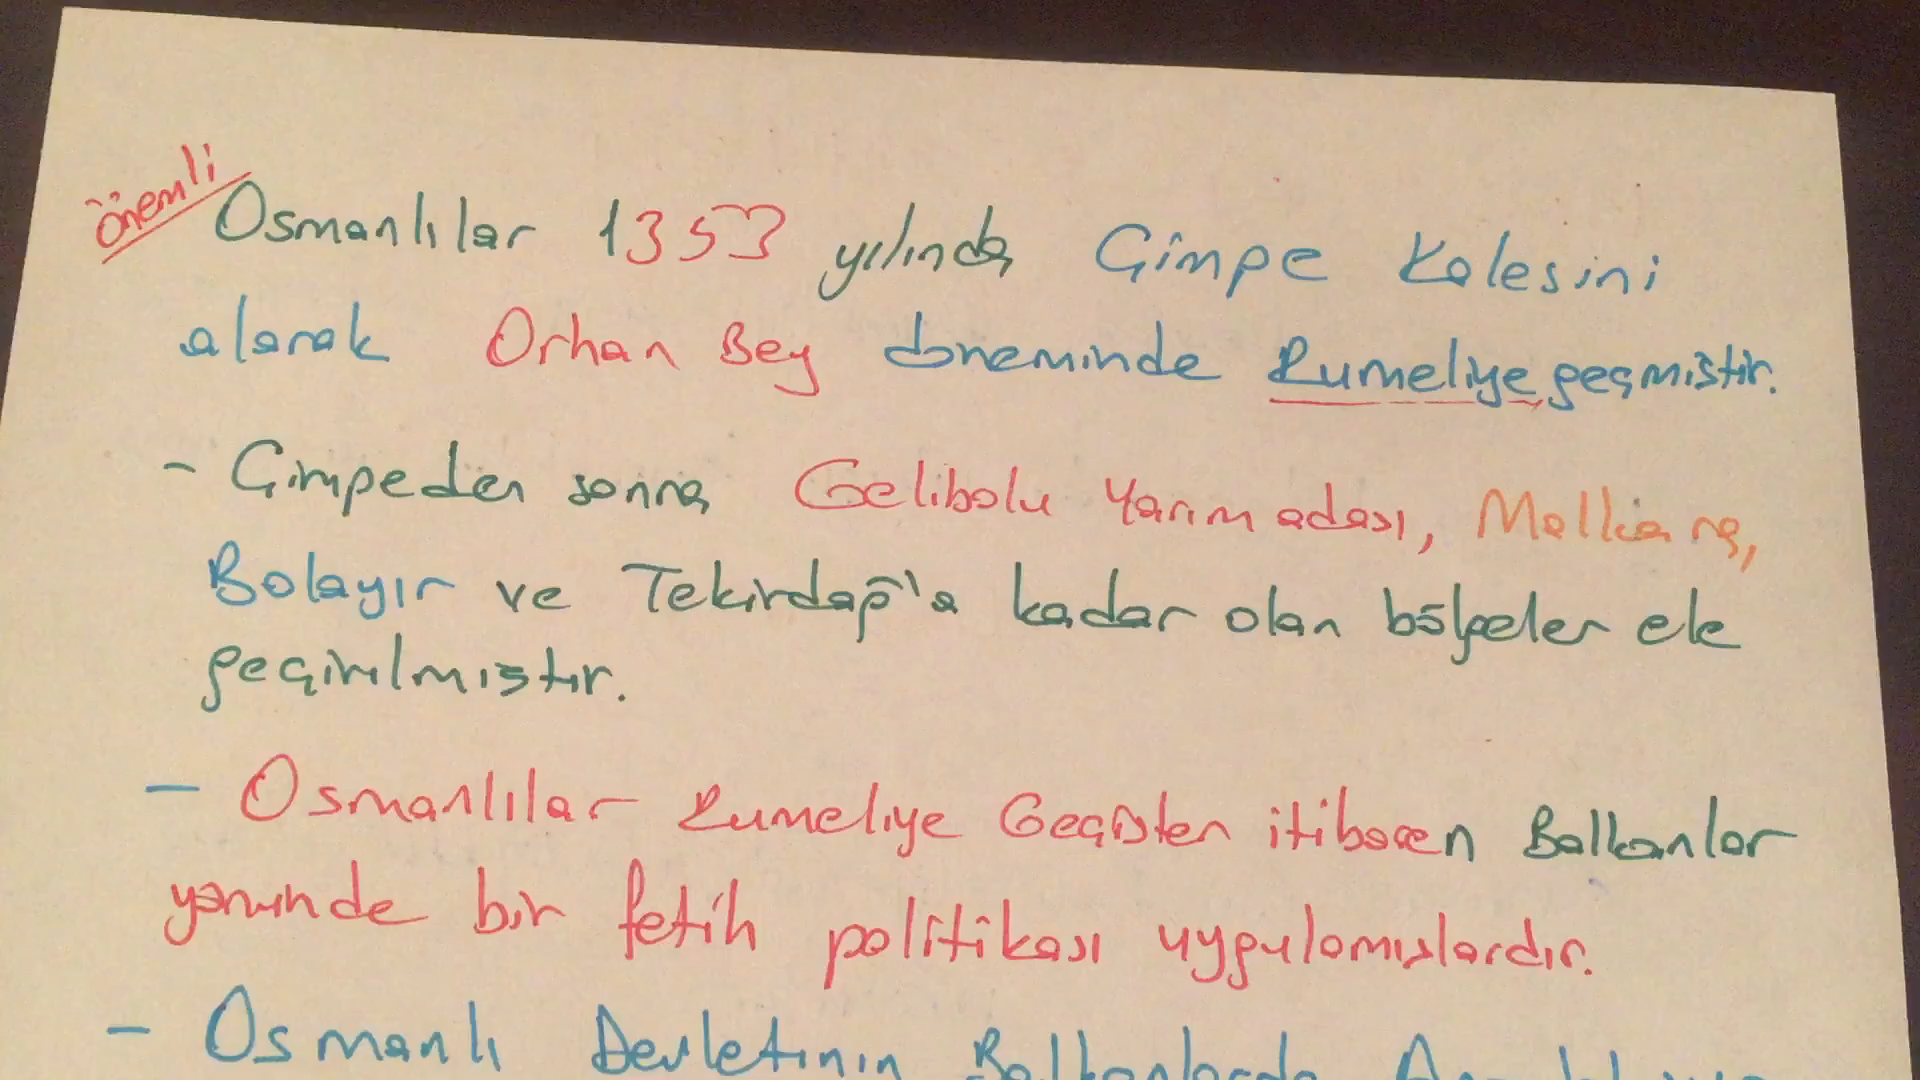 önemli
Osmanlılar 1353 yılında Çimpe Kalesini
alarak Orhan Bey döneminde Rumeliye geçmiştir.
- Çimpeden sonra Gelibolu Yarımadası, Malkara,
Bolayır ve Tekirdağ'a kadar olan bölgeler ele
geçirilmiştir.
- Osmanlılar Rumeliye Geçişten itibaren Balkanlar
yönünde bir fetih politikası uygulamışlardır.
- Osmanlı Devletinin Balkanlarda